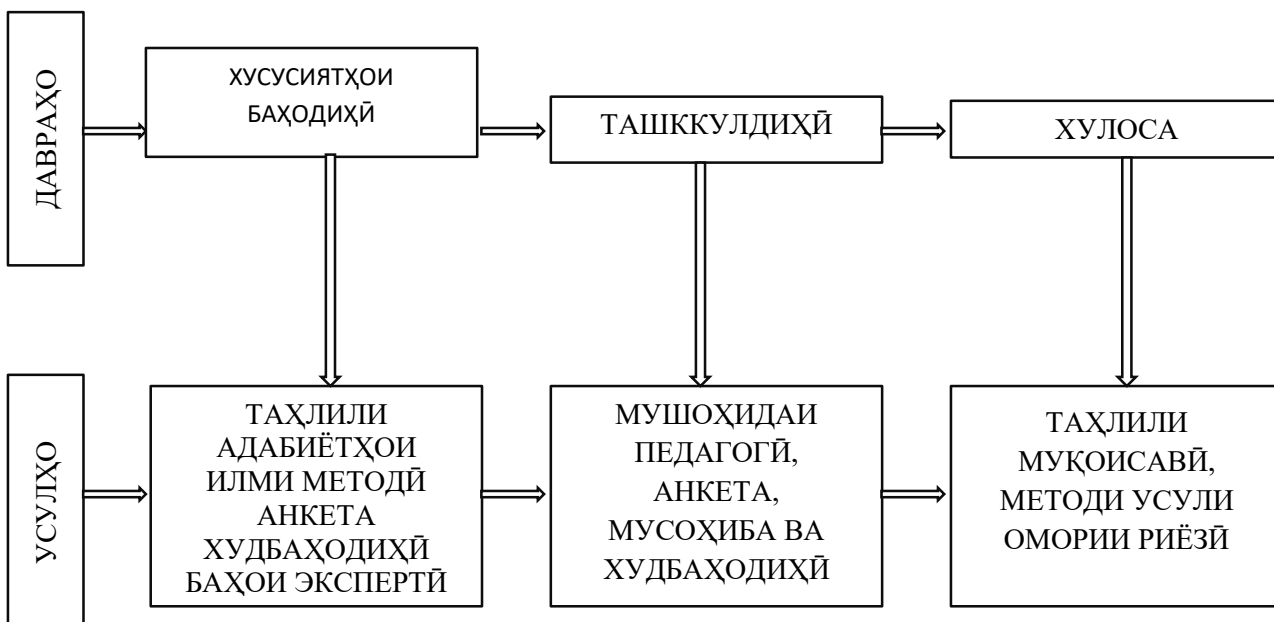 ДАВРАҲО
ХУСУСИЯТҲОИ
БАҲОДИҲӢ
ТАШККУЛДИҲӢ
ХУЛОСА
УСУЛҲО
ТАҲЛИЛИ
АДАБИЁТҲОИ
ИЛМИ МЕТОДӢ
АНКЕТА
ХУДБАҲОДИҲӢ
БАҲОИ ЭКСПЕРТӢ
МУШОҲИДАИ
ПЕДАГОГӢ,
АНКЕТА,
МУСОҲИБА ВА
ХУДБАҲОДИҲӢ
ТАҲЛИЛИ
МУҚОИСАВӢ,
МЕТОДИ УСУЛИ
ОМОРИИ РИЁЗӢ